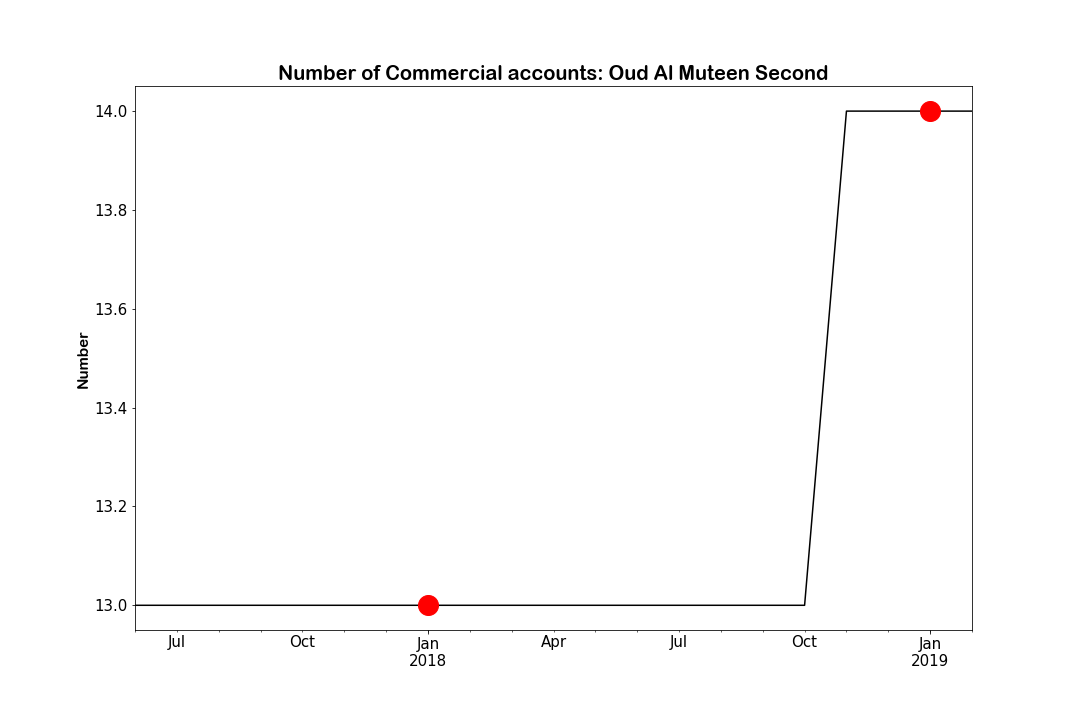 Number of Commercial accounts: Oud Al Muteen Second
14.0
13.8
13.6
13.4
13.2
13.0
Number
Jul
Oct
Jan
2018
Apr
Jul
Oct
Jan
2019